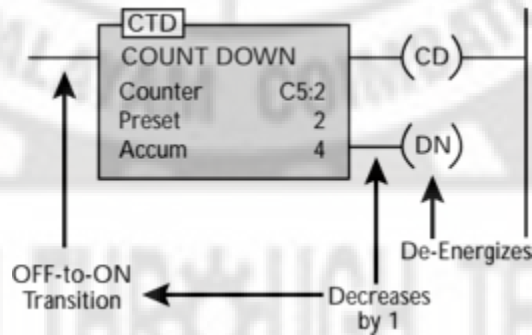 CTD
COUNT DOWN
Counter C5:2
Preset 2
Accum 4
(CD)
(DN)
De-Energizes
OFF-to-ON
Transition
Decreases
by 1